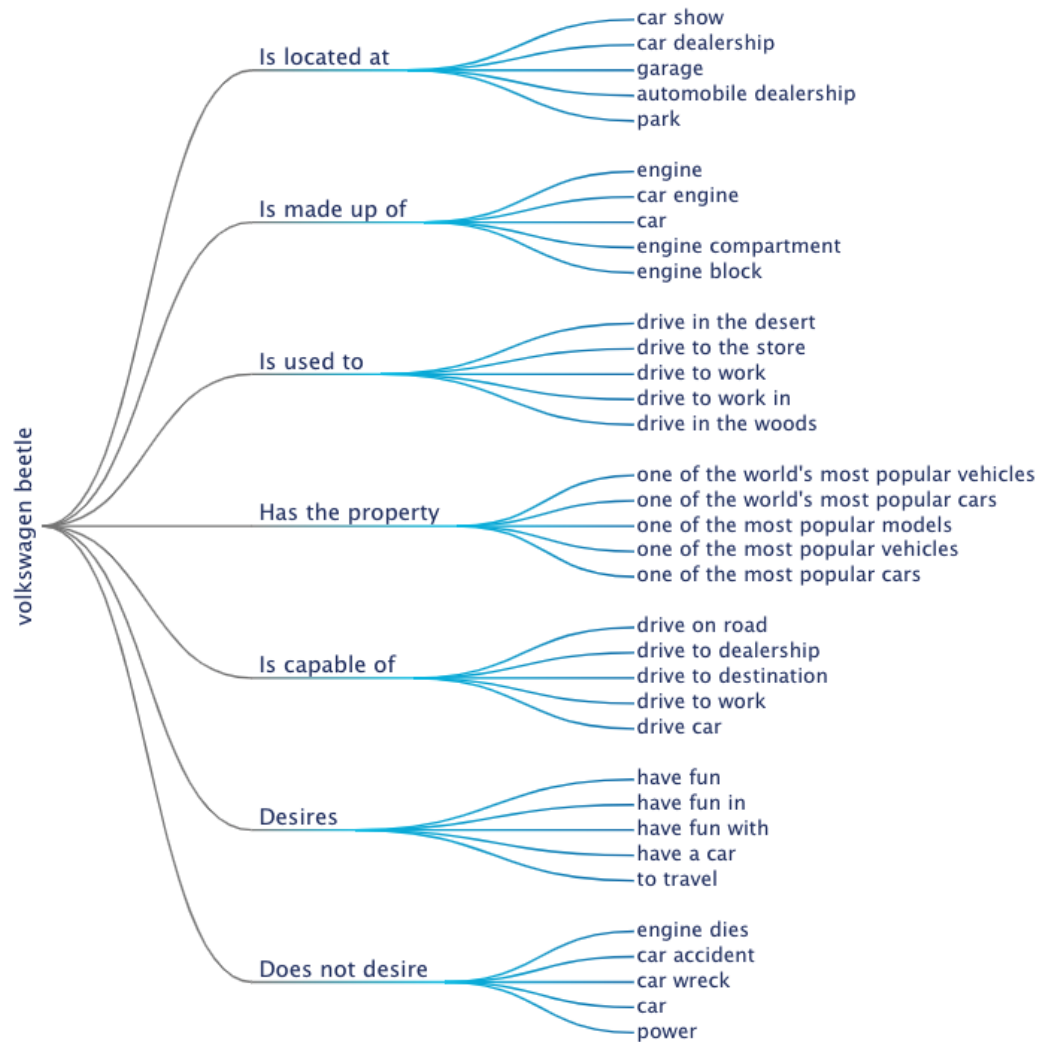 volkswagen beetle
Is located at
car show
car dealership
garage
automobile dealership
park
Is made up of
engine
car engine
car
engine compartment
engine block
Is used to
drive in the desert
drive to the store
drive to work
drive to work in
drive in the woods
Has the property
one of the world's most popular vehicles
one of the world's most popular cars
one of the most popular models
one of the most popular vehicles
one of the most popular cars
Is capable of
drive on road
drive to dealership
drive to destination
drive to work
drive car
Desires
have fun
have fun in
have fun with
have a car
to travel
Does not desire
engine dies
car accident
car wreck
car
power